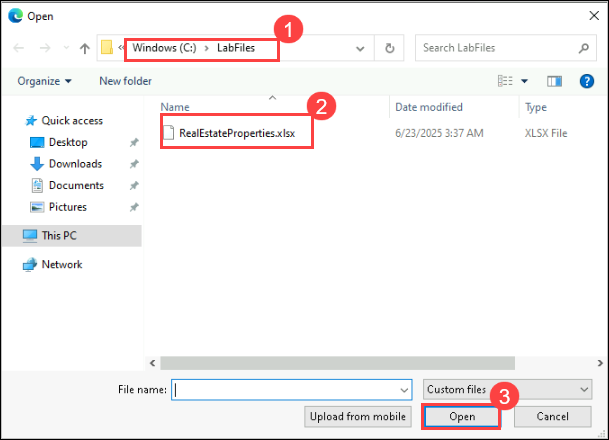 Open
1
« Windows (C:) > LabFiles
Search LabFiles
Organize
New folder
?
2
Name
Date modified
Type
Quick access
RealEstateProperties.xlsx
6/23/2025 3:37 AM
XLSX File
Desktop
Downloads
Documents
Pictures
This PC
Network
File name:
Custom files
3
Upload from mobile
Open
Cancel